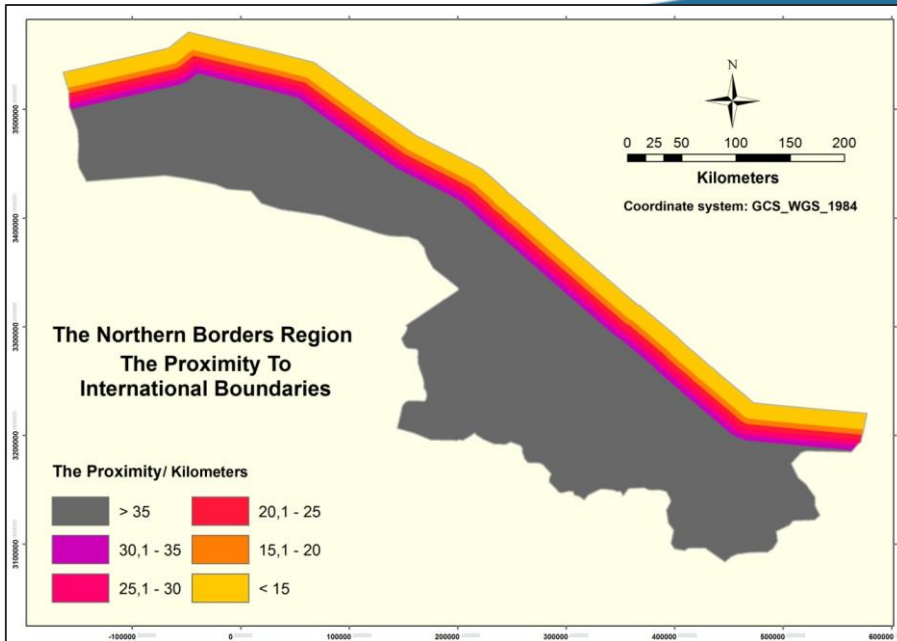 N
0 25 50 100 150 200
Kilometers
Coordinate system: GCS_WGS_1984
The Northern Borders Region
The Proximity To
International Boundaries
The Proximity/ Kilometers
> 35
20,1 - 25
30,1 - 35
15,1 - 20
25,1 - 30
< 15
3500000
3400000
3300000
3200000
3100000
-100000 0 100000 200000 300000 400000 500000 600000